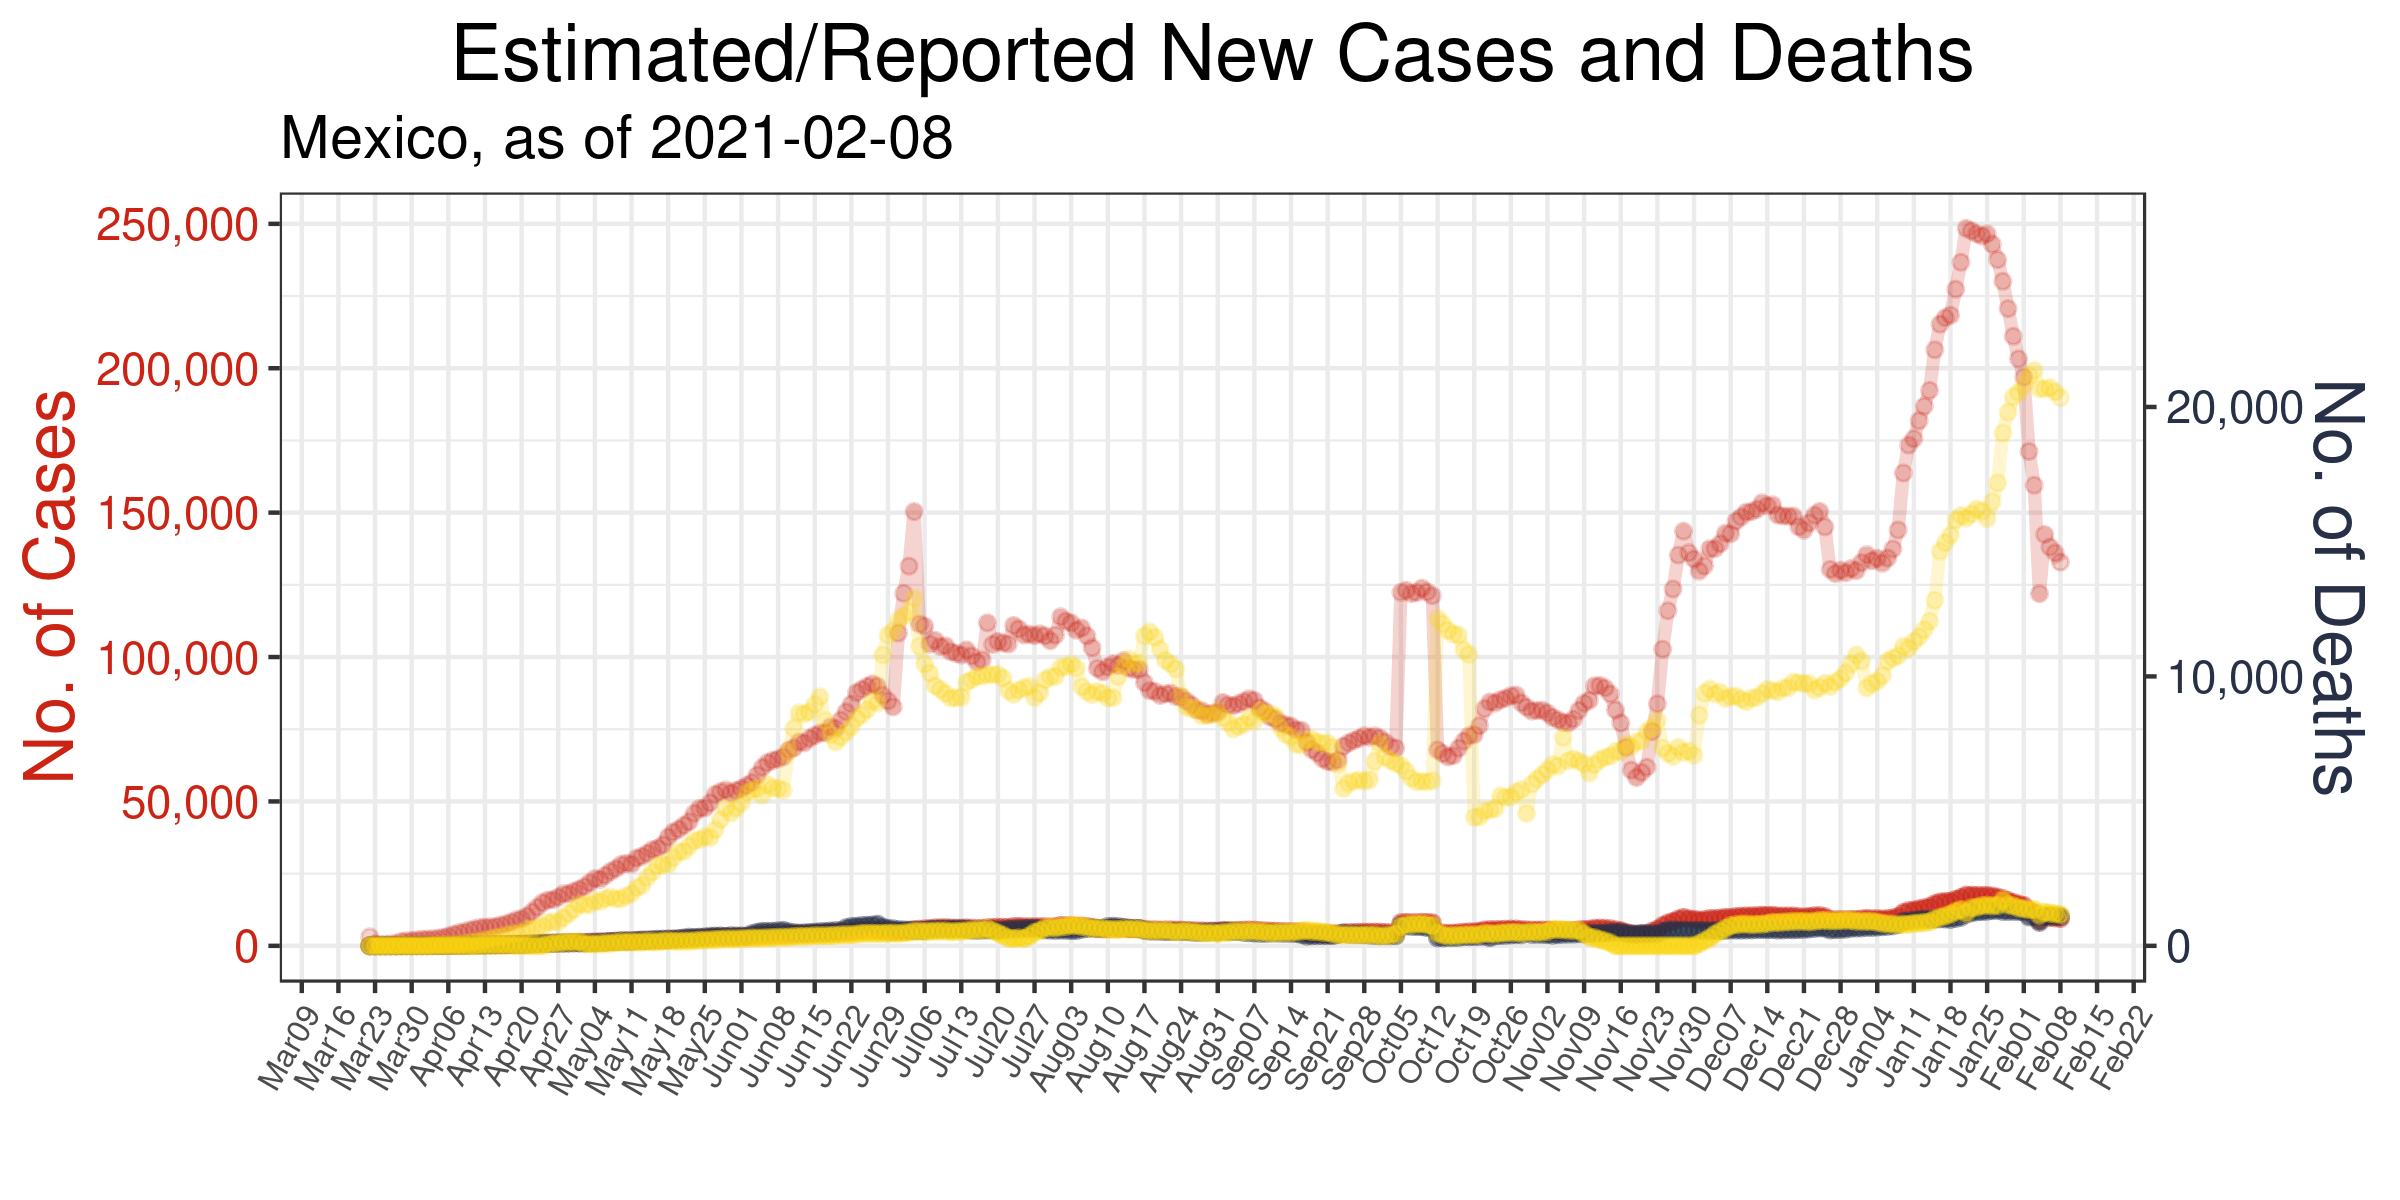 Estimated/Reported New Cases and Deaths
Mexico, as of 2021-02-08
No. of Cases
250,000
200,000
150,000
100,000
50,000
0
20,000
10,000
0
No. of Deaths
Mar09
Mar16
Mar23
Mar30
Apr06
Apr13
Apr20
Apr27
May04
May11
May18
May25
Jun01
Jun08
Jun15
Jun22
Jun29
Jul06
Jul13
Jul20
Jul27
Aug03
Aug10
Aug17
Aug24
Aug31
Sep07
Sep14
Sep21
Sep28
Oct05
Oct12
Oct19
Oct26
Nov02
Nov09
Nov16
Nov23
Nov30
Dec07
Dec14
Dec21
Dec28
Jan04
Jan11
Jan18
Jan25
Feb01
Feb08
Feb15
Feb22